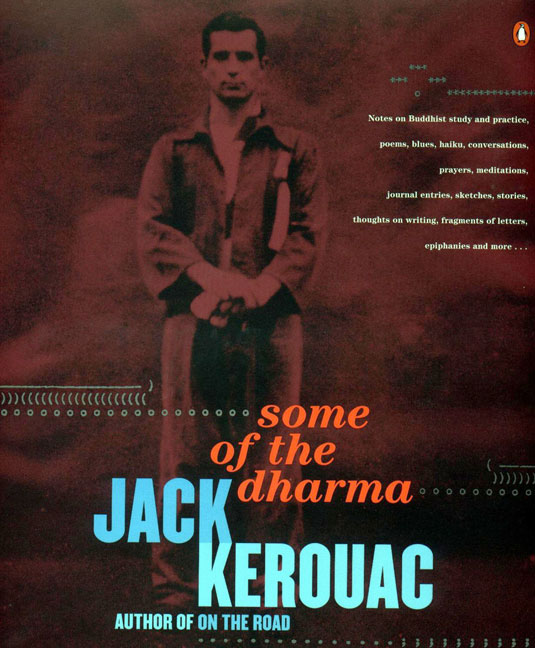 Notes on Buddhist study and practice,
poems, blues, haiku, conversations,
prayers, meditations,
journal entries, sketches, stories,
thoughts on writing, fragments of letters,
epiphanies and more . . .
some
of the
dharma
JACK
KEROUAC
AUTHOR OF ON THE ROAD